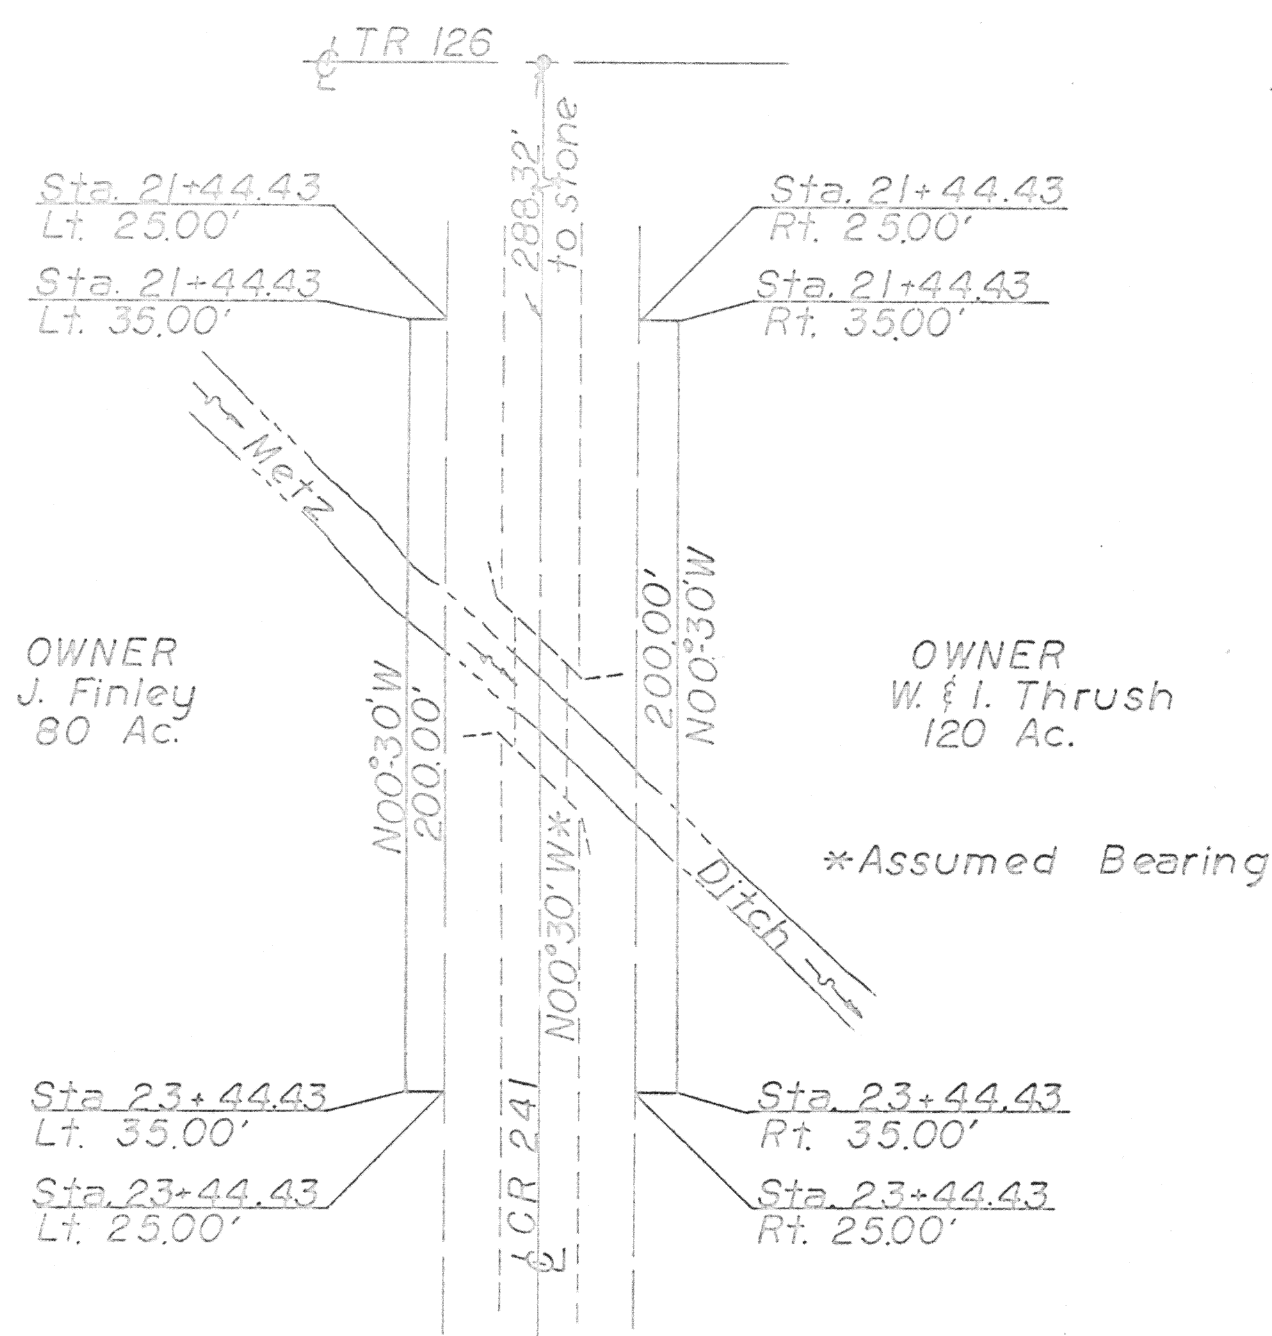 ℄ TR 126
288.32'
to stone
Sta. 21+44.43
Lt. 25.00'
Sta. 21+44.43
Lt. 35.00'
Sta. 21+44.43
Rt. 25.00'
Sta. 21+44.43
Rt. 35.00'
Metz
Ditch
OWNER
J. Finley
80 Ac.
N00°30'W
200.00'
200.00'
N00°30'W
OWNER
W. & I. Thrush
120 Ac.
N00°30'W*
*Assumed Bearing
Sta. 23+44.43
Lt. 35.00'
Sta. 23+44.43
Lt. 25.00'
Sta. 23+44.43
Rt. 35.00'
Sta. 23+44.43
Rt. 25.00'
CR 241
℄